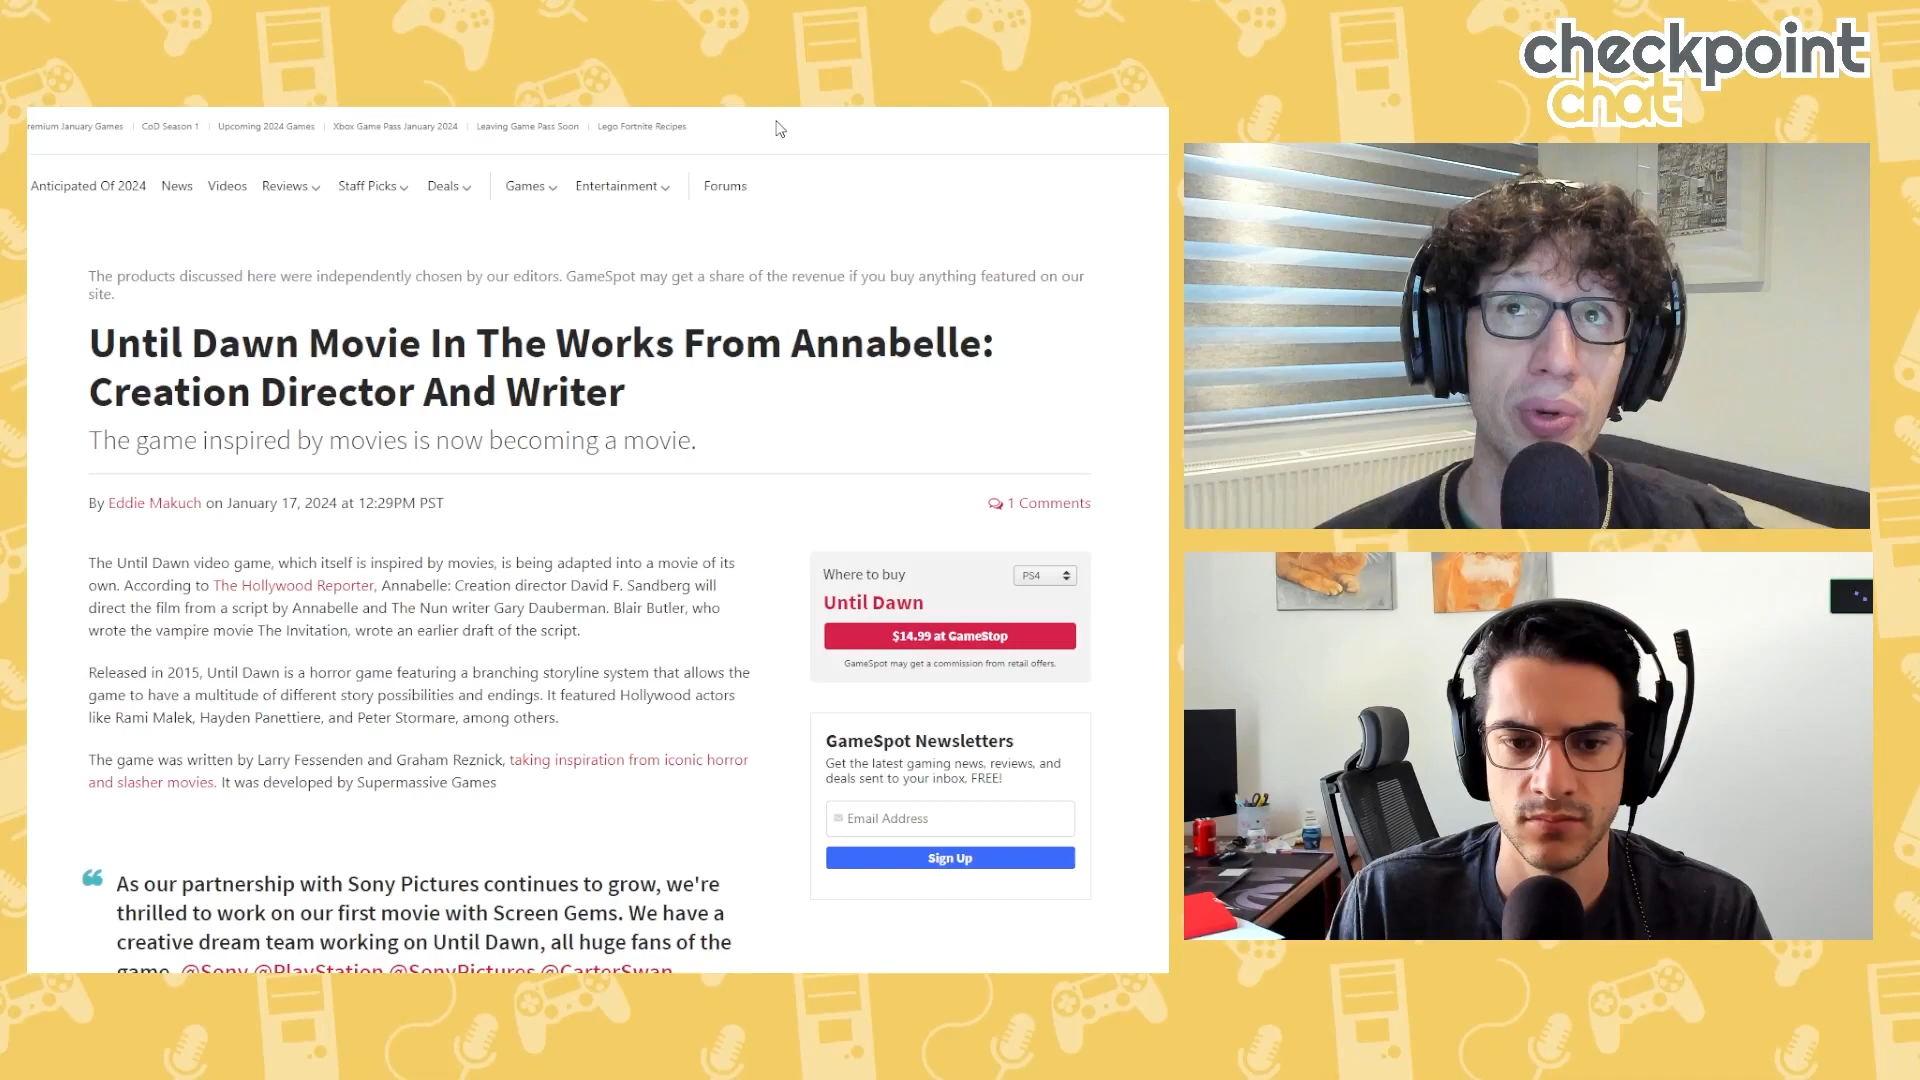 checkpoint
chat
remium January Games
CoD Season 1
Upcoming 2024 Games
Xbox Game Pass January 2024
Leaving Game Pass Soon
Lego Fortnite Recipes
Anticipated Of 2024
News
Videos
Reviews
Staff Picks
Deals
Games
Entertainment
Forums
The products discussed here were independently chosen by our editors. GameSpot may get a share of the revenue if you buy anything featured on our
site.
Until Dawn Movie In The Works From Annabelle:
Creation Director And Writer
The game inspired by movies is now becoming a movie.
By Eddie Makuch on January 17, 2024 at 12:29PM PST
1 Comments
The Until Dawn video game, which itself is inspired by movies, is being adapted into a movie of its
own. According to The Hollywood Reporter, Annabelle: Creation director David F. Sandberg will
direct the film from a script by Annabelle and The Nun writer Gary Dauberman. Blair Butler, who
wrote the vampire movie The Invitation, wrote an earlier draft of the script.
Released in 2015, Until Dawn is a horror game featuring a branching storyline system that allows the
game to have a multitude of different story possibilities and endings. It featured Hollywood actors
like Rami Malek, Hayden Panettiere, and Peter Stormare, among others.
The game was written by Larry Fessenden and Graham Reznick, taking inspiration from iconic horror
and slasher movies. It was developed by Supermassive Games
“ As our partnership with Sony Pictures continues to grow, we're
thrilled to work on our first movie with Screen Gems. We have a
creative dream team working on Until Dawn, all huge fans of the
game. @Sony @PlayStation @SonyPictures @CarterSwan
Where to buy
PS4
Until Dawn
$14.99 at GameStop
GameSpot may get a commission from retail offers.
GameSpot Newsletters
Get the latest gaming news, reviews, and
deals sent to your inbox, FREE!
Email Address
Sign Up